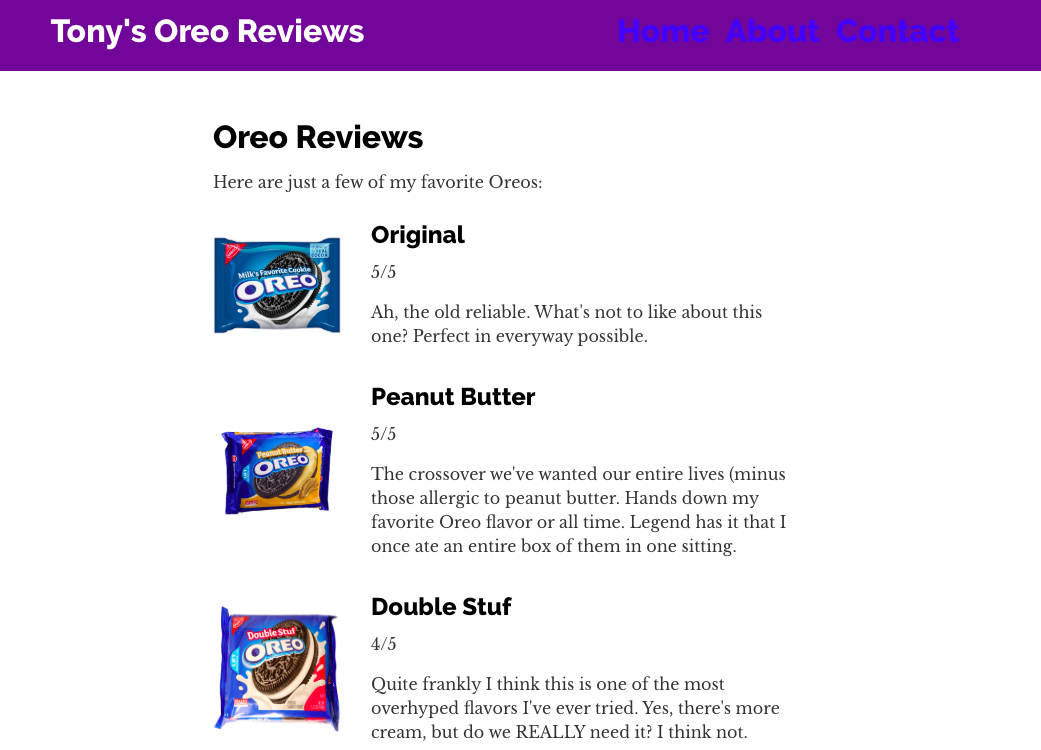 Tony's Oreo Reviews Home About Contact
Oreo Reviews
Here are just a few of my favorite Oreos:
Original
5/5
Milk's Favorite Cookie
OREO
Ah, the old reliable. What's not to like about this
one? Perfect in everyway possible.
Peanut Butter
5/5
Peanut Butter
OREO
The crossover we've wanted our entire lives (minus
those allergic to peanut butter. Hands down my
favorite Oreo flavor or all time. Legend has it that I
once ate an entire box of them in one sitting.
Double Stuf
4/5
Double Stuf
OREO
Quite frankly I think this is one of the most
overhyped flavors I've ever tried. Yes, there's more
cream, but do we REALLY need it? I think not.